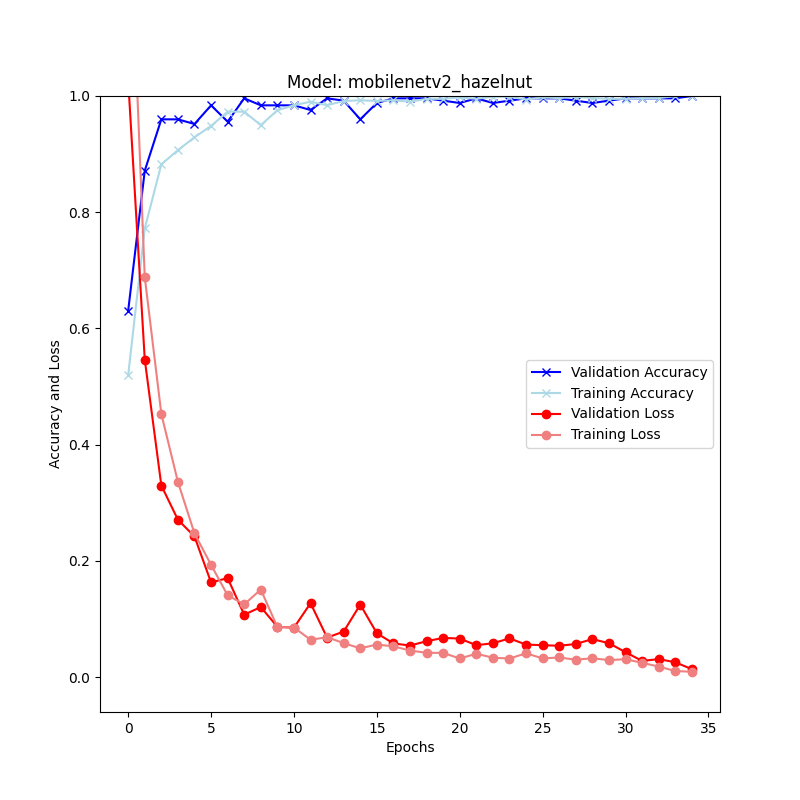 Model: mobilenetv2_hazelnut
1.0
0.8
0.6
0.4
0.2
0.0
Accuracy and Loss
Validation Accuracy
Training Accuracy
Validation Loss
Training Loss
0 5 10 15 20 25 30 35
Epochs